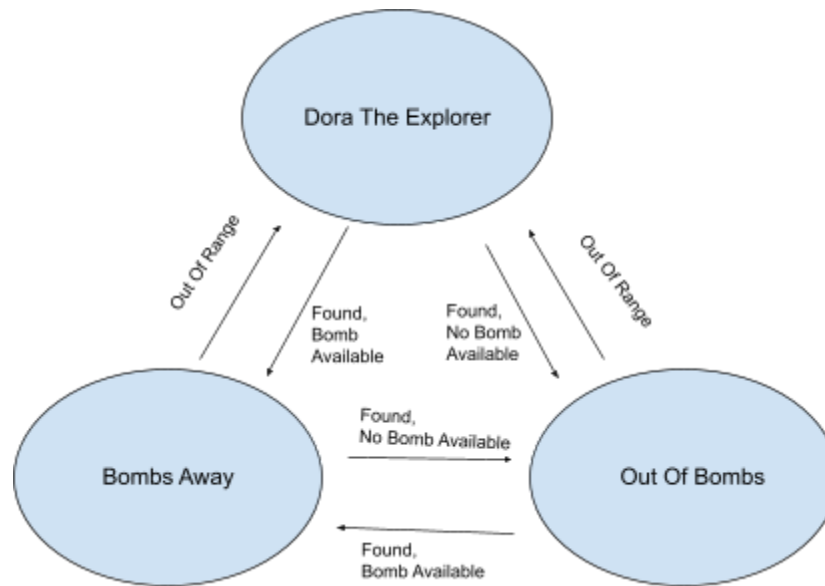 Dora The Explorer
Out Of Range
Found,
Bomb
Available
Found,
No Bomb
Available
Out Of Range
Found,
No Bomb Available
Bombs Away
Out Of Bombs
Found,
Bomb Available